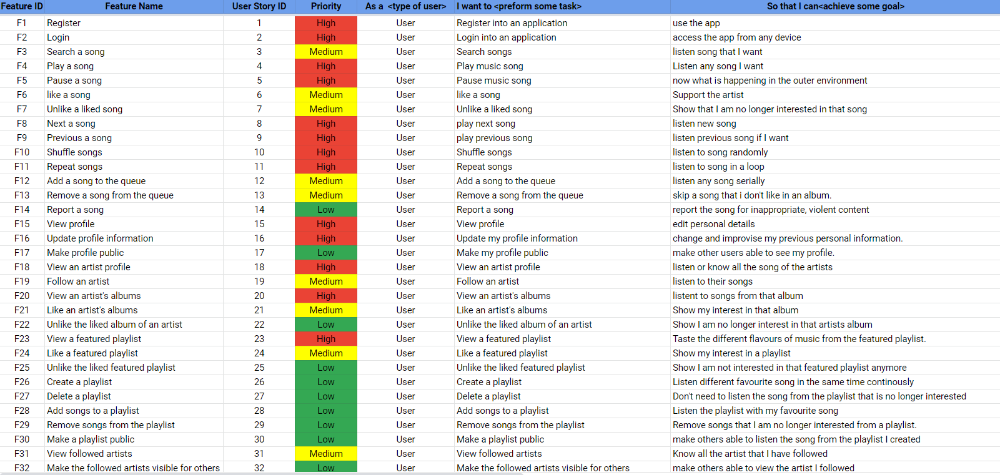 Feature ID Feature Name User Story ID Priority As a <type of user> I want to <preform some task> So that I can<achieve some goal>
F1 Register 1 High User Register into an application use the app
F2 Login 2 High User Login into an application access the app from any device
F3 Search a song 3 Medium User Search songs listen song that I want
F4 Play a song 4 High User Play music song Listen any song I want
F5 Pause a song 5 High User Pause music song now what is happening in the outer environment
F6 like a song 6 Medium User like a song Support the artist
F7 Unlike a liked song 7 Medium User Unlike a liked song Show that I am no longer interested in that song
F8 Next a song 8 High User play next song listen new song
F9 Previous a song 9 High User play previous song listen previous song if I want
F10 Shuffle songs 10 High User Shuffle songs listen to song randomly
F11 Repeat songs 11 High User Repeat songs listen to song in a loop
F12 Add a song to the queue 12 Medium User Add a song to the queue listen any song serially
F13 Remove a song from the queue 13 Medium User Remove a song from the queue skip a song that i don't like in an album.
F14 Report a song 14 Low User Report a song report the song for inappropriate, violent content
F15 View profile 15 High User View profile edit personal details
F16 Update profile information 16 High User Update my profile information change and improvise my previous personal information.
F17 Make profile public 17 Low User Make my profile public make other users able to see my profile.
F18 View an artist profile 18 High User View an artist profile listen or know all the song of the artists
F19 Follow an artist 19 Medium User Follow an artist listen to their songs
F20 View an artist's albums 20 High User View an artist's albums listent to songs from that album
F21 Like an artist's albums 21 Medium User Like an artist's albums Show my interest in that album
F22 Unlike the liked album of an artist 22 Low User Unlike the liked album of an artist Show I am no longer interest in that artists album
F23 View a featured playlist 23 High User View a featured playlist Taste the different flavours of music from the featured playlist.
F24 Like a featured playlist 24 Medium User Like a featured playlist Show my interest in a playlist
F25 Unlike the liked featured playlist 25 Low User Unlike the liked featured playlist Show I am not interested in that featured playlist anymore
F26 Create a playlist 26 Low User Create a playlist Listen different favourite song in the same time continously
F27 Delete a playlist 27 Low User Delete a playlist Don't need to listen the song from the playlist that is no longer interested
F28 Add songs to a playlist 28 Low User Add songs to a playlist Listen the playlist with my favourite song
F29 Remove songs from the playlist 29 Low User Remove songs from the playlist Remove songs that I am no longer interested from a playlist.
F30 Make a playlist public 30 Low User Make a playlist public make others able to listen the song from the playlist I created
F31 View followed artists 31 Medium User View followed artists Know all the artist that I have followed
F32 Make the followed artists visible for others 32 Low User Make the followed artists visible for others make others able to view the artist I followed